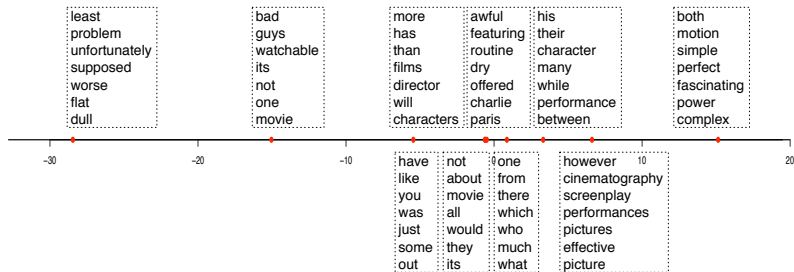 least
problem
unfortunately
supposed
worse
flat
dull
bad
guys
watchable
its
not
one
movie
more
has
than
films
director
will
characters
awful
featuring
routine
dry
offered
charlie
paris
his
their
character
many
while
performance
between
both
motion
simple
perfect
fascinating
power
complex
−30 −20 −10 0 10 20
have
like
you
was
just
some
out
not
about
movie
all
would
they
its
one
from
there
which
who
much
what
however
cinematography
screenplay
performances
pictures
effective
picture